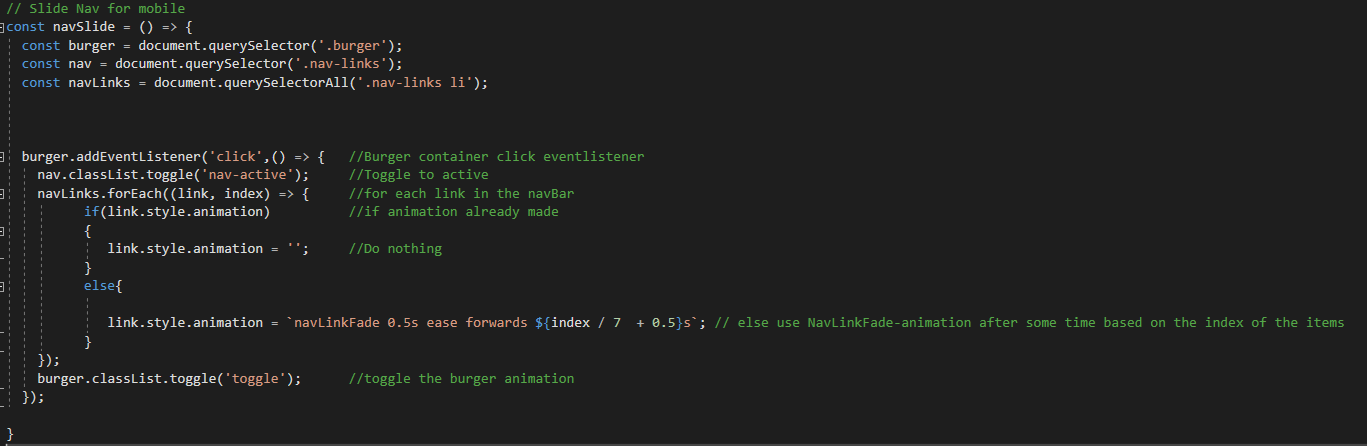 // Slide Nav for mobile
const navSlide = () => {
  const burger = document.querySelector('.burger');
  const nav = document.querySelector('.nav-links');
  const navLinks = document.querySelectorAll('.nav-links li');
  burger.addEventListener('click',() => {   //Burger container click eventlistener
    nav.classList.toggle('nav-active');     //Toggle to active
    navLinks.forEach((link, index) => {     //for each link in the navBar
          if(link.style.animation)          //if animation already made
          {
             link.style.animation = '';     //Do nothing
          }
          else{
             link.style.animation = `navLinkFade 0.5s ease forwards ${index / 7  + 0.5}s`; // else use NavLinkFade-animation after some time based on the index of the items
          }
    });
    burger.classList.toggle('toggle');      //toggle the burger animation
  });
}